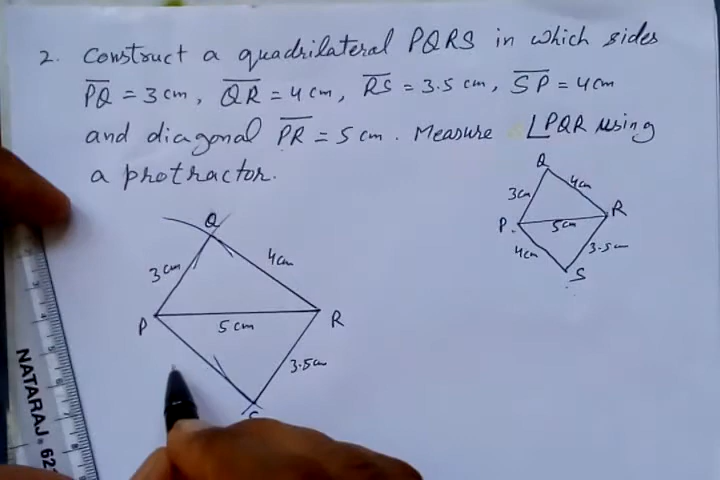 2. Construct a quadrilateral PQRS in which sides
PQ = 3 cm, QR = 4 cm, RS = 3.5 cm, SP = 4 cm
and diagonal PR = 5 cm. Measure ∠PQR using
a protractor.
Q
3cm 4cm
P. 5cm R
4cm 3.5cm
S
Q
3cm 4cm
P 5cm R
3.5cm
S
NATARAJ 62